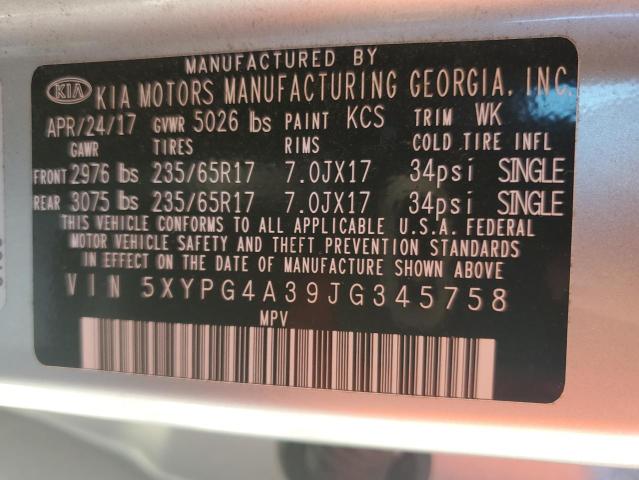 MANUFACTURED BY
KIA KIA MOTORS MANUFACTURING GEORGIA, INC.
APR/24/17 GVWR 5026 lbs PAINT KCS TRIM WK
GAWR TIRES RIMS COLD TIRE INFL
FRONT 2976 lbs 235/65R17 7.0JX17 34psi SINGLE
REAR 3075 lbs 235/65R17 7.0JX17 34psi SINGLE
THIS VEHICLE CONFORMS TO ALL APPLICABLE U.S.A. FEDERAL
MOTOR VEHICLE SAFETY AND THEFT PREVENTION STANDARDS
IN EFFECT ON THE DATE OF MANUFACTURE SHOWN ABOVE
VIN 5XYPG4A39JG345758
MPV